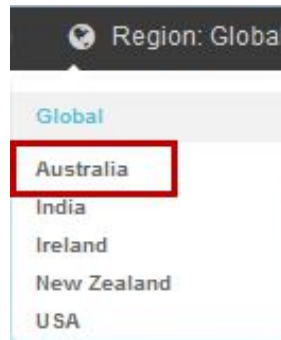 Region: Globa
Global
Australia
India
Ireland
New Zealand
USA